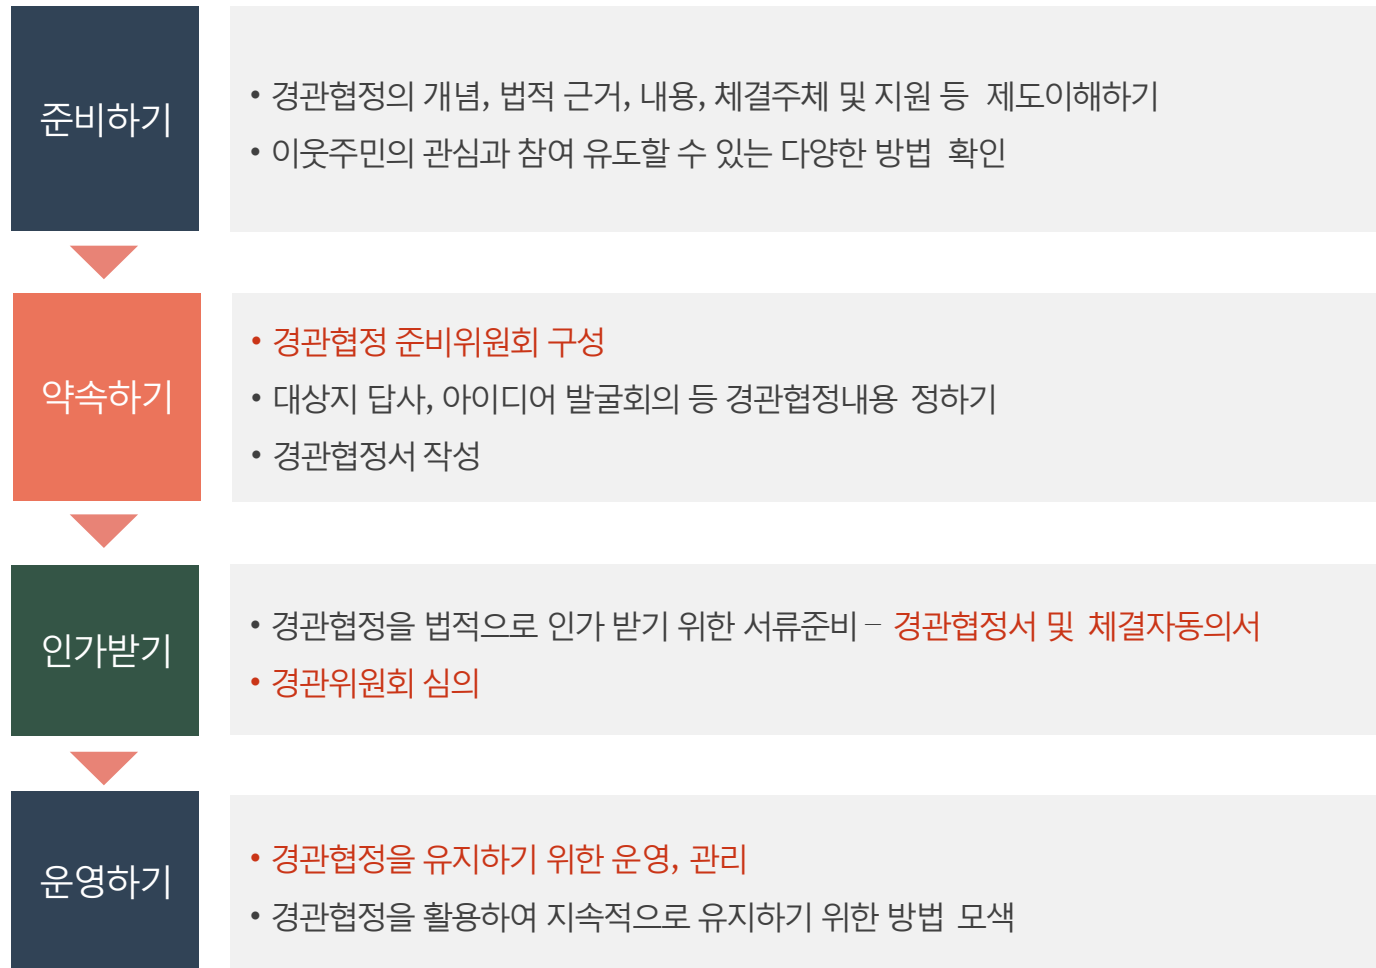 준비하기
• 경관협정의 개념, 법적 근거, 내용, 체결주체 및 지원 등 제도이해하기
• 이웃주민의 관심과 참여 유도할 수 있는 다양한 방법 확인
약속하기
• 경관협정 준비위원회 구성
• 대상지 답사, 아이디어 발굴회의 등 경관협정내용 정하기
• 경관협정서 작성
인가받기
• 경관협정을 법적으로 인가 받기 위한 서류준비 – 경관협정서 및 체결자동의서
• 경관위원회 심의
운영하기
• 경관협정을 유지하기 위한 운영, 관리
• 경관협정을 활용하여 지속적으로 유지하기 위한 방법 모색